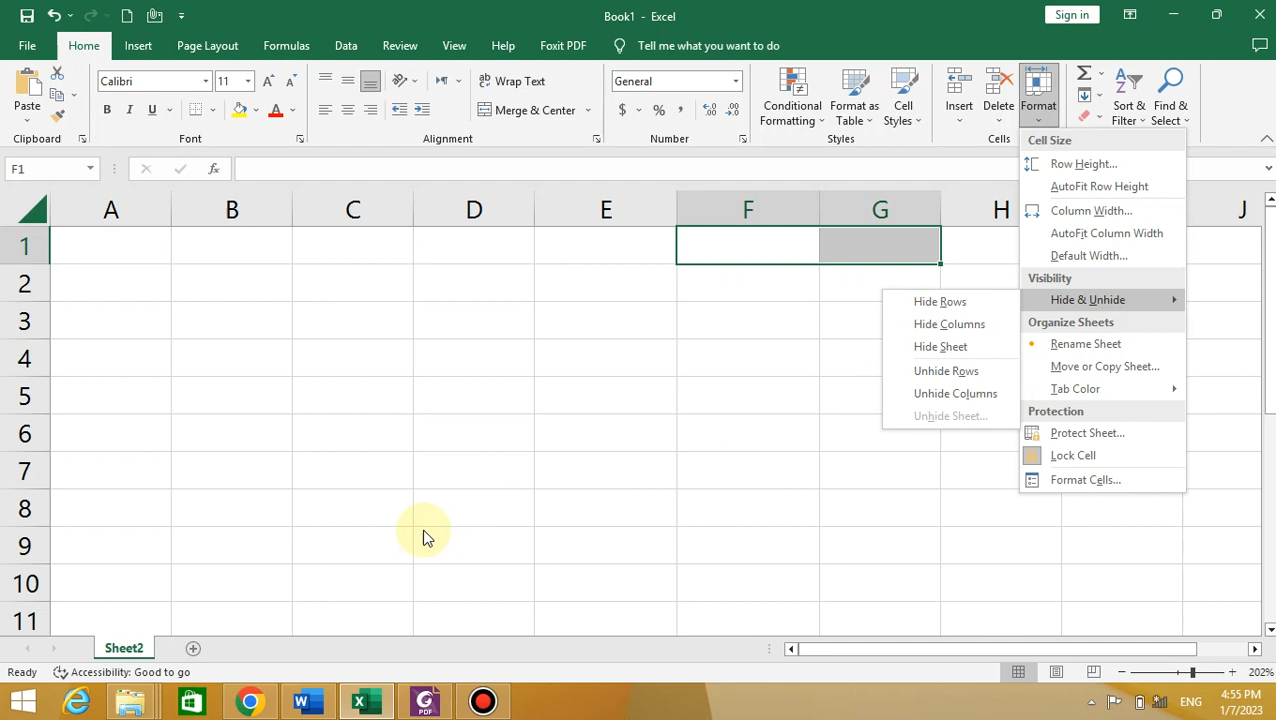 Book1 - Excel
Sign in
File Home Insert Page Layout Formulas Data Review View Help Foxit PDF Tell me what you want to do
Paste
Calibri 11
B I U
A A
Wrap Text
Merge & Center
General
$ % ,
Conditional Formatting
Format as Table
Cell Styles
Insert
Delete
Format
Sort & Filter
Find & Select
Clipboard Font Alignment Number Styles Cells
F1
fx
A B C D E F G H J
1
2
3
4
5
6
7
8
9
10
11
Cell Size
Row Height...
AutoFit Row Height
Column Width...
AutoFit Column Width
Default Width...
Visibility
Hide & Unhide
Organize Sheets
Rename Sheet
Move or Copy Sheet...
Tab Color
Protection
Protect Sheet...
Lock Cell
Format Cells...
Hide Rows
Hide Columns
Hide Sheet
Unhide Rows
Unhide Columns
Unhide Sheet...
Sheet2
Ready Accessibility: Good to go
202%
PDF
ENG
4:55 PM
1/7/2023